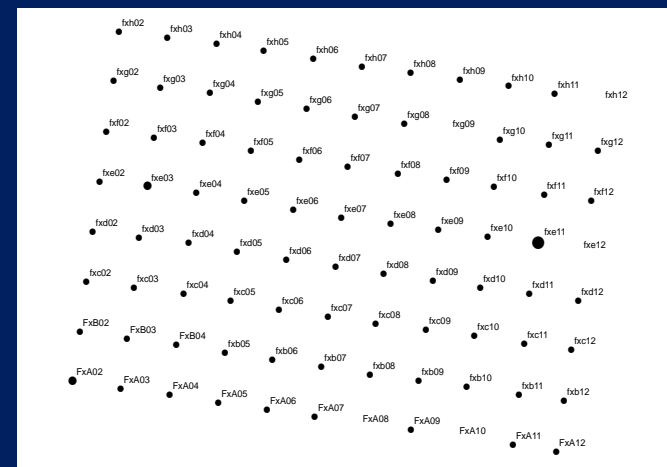 fxh02 fxh03 fxh04 fxh05 fxh06 fxh07 fxh08 fxh09 fxh10 fxh11 fxh12
fxg02 fxg03 fxg04 fxg05 fxg06 fxg07 fxg08 fxg09 fxg10 fxg11 fxg12
fxf02 fxf03 fxf04 fxf05 fxf06 fxf07 fxf08 fxf09 fxf10 fxf11 fxf12
fxe02 fxe03 fxe04 fxe05 fxe06 fxe07 fxe08 fxe09 fxe10 fxe11 fxe12
fxd02 fxd03 fxd04 fxd05 fxd06 fxd07 fxd08 fxd09 fxd10 fxd11 fxd12
fxc02 fxc03 fxc04 fxc05 fxc06 fxc07 fxc08 fxc09 fxc10 fxc11 fxc12
FxB02 FxB03 FxB04 fxb05 fxb06 fxb07 fxb08 fxb09 fxb10 fxb11 fxb12
FxA02 FxA03 FxA04 FxA05 FxA06 FxA07 FxA08 FxA09 FxA10 FxA11 FxA12